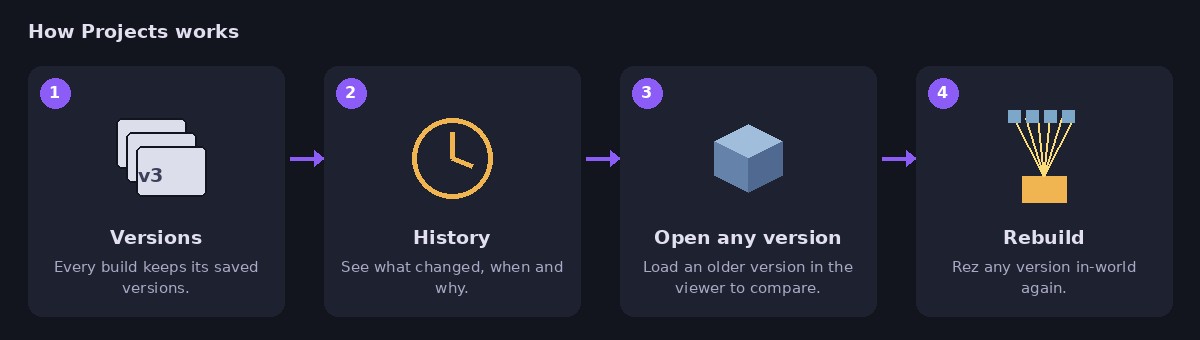 How Projects works
1
2
3
4
v3
Versions
Every build keeps its saved
versions.
History
See what changed, when and
why.
Open any version
Load an older version in the
viewer to compare.
Rebuild
Rez any version in-world
again.